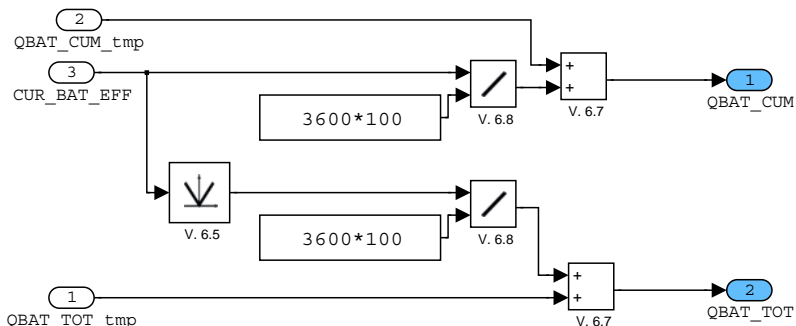 2
QBAT_CUM_tmp
3
CUR_BAT_EFF
3600*100
V. 6.8
+
+
V. 6.7
1
QBAT_CUM
V. 6.5
3600*100
V. 6.8
1
QBAT_TOT_tmp
+
+
V. 6.7
2
QBAT_TOT